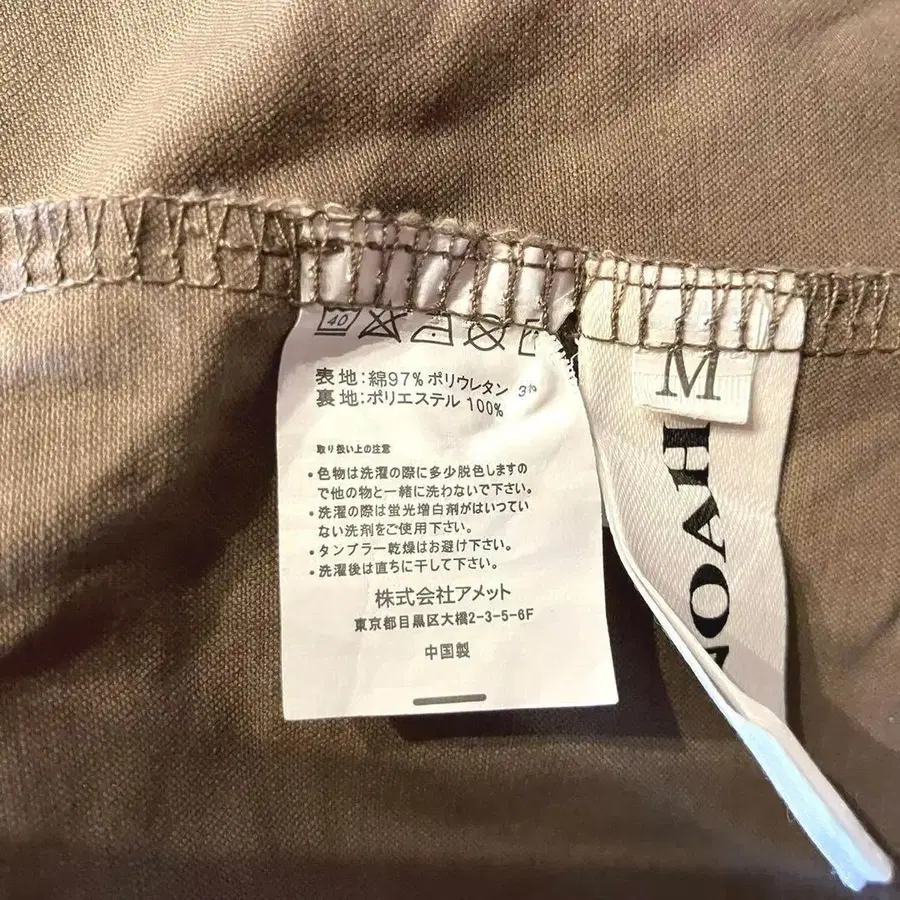 40
表地:綿97% ポリウレタン 3%
裏地:ポリエステル 100%
取り扱い上の注意
•色物は洗濯の際に多少脱色しますの
で他の物と一緒に洗わないで下さい。
•洗濯の際は蛍光増白剤がはいつてい
ない洗剤をご使用下さい。
•タンブラー乾燥はお避け下さい。
•洗濯後は直ちに干して下さい。
株式会社アメット
東京都目黒区大橋2-3-5-6F
中国製
M